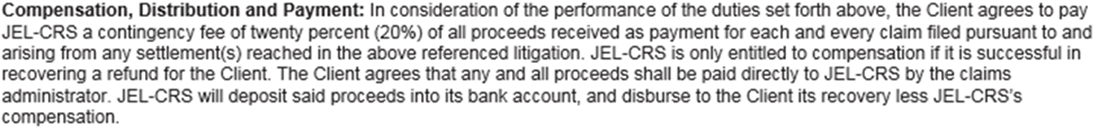 Compensation, Distribution and Payment: In consideration of the performance of the duties set forth above, the Client agrees to pay
JEL-CRS a contingency fee of twenty percent (20%) of all proceeds received as payment for each and every claim filed pursuant to and
arising from any settlement(s) reached in the above referenced litigation. JEL-CRS is only entitled to compensation if it is successful in
recovering a refund for the Client. The Client agrees that any and all proceeds shall be paid directly to JEL-CRS by the claims
administrator. JEL-CRS will deposit said proceeds into its bank account, and disburse to the Client its recovery less JEL-CRS's
compensation.